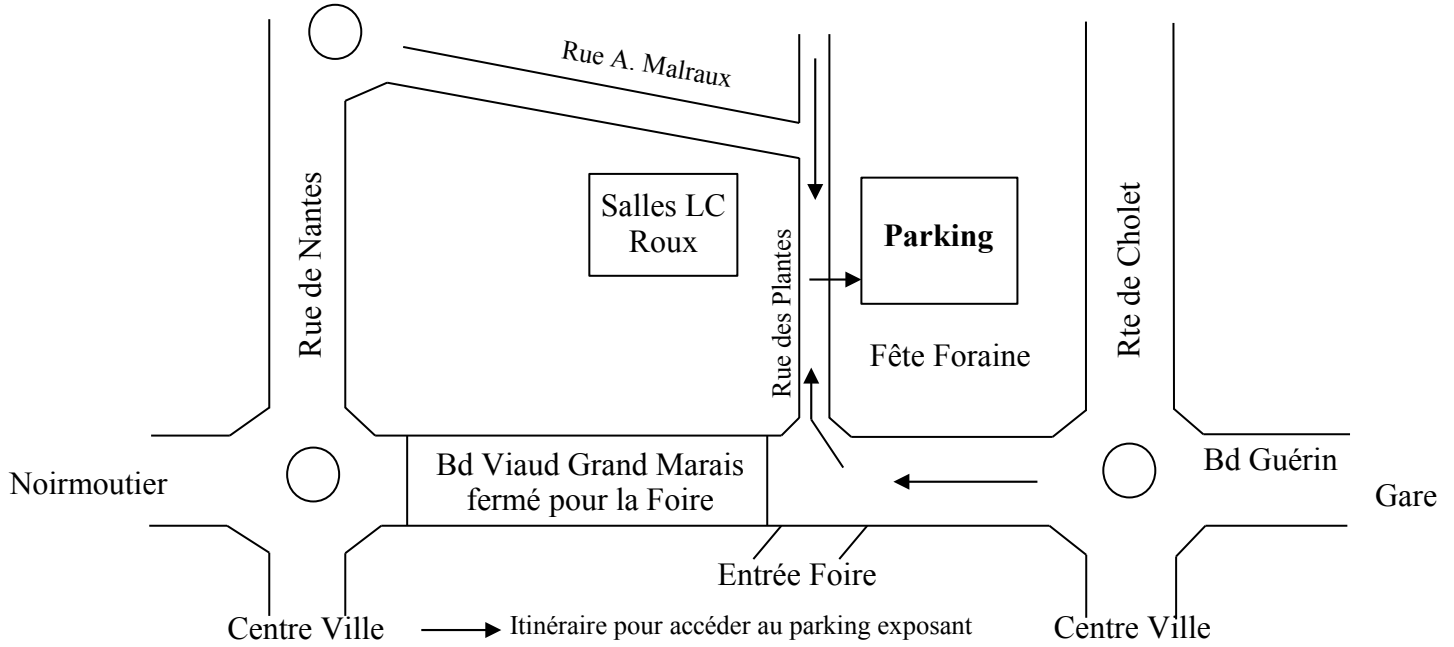 Rue A. Malraux
Rue de Nantes
Salles LC
Roux
Rue des Plantes
Parking
Rte de Cholet
Fête Foraine
Noirmoutier
Bd Viaud Grand Marais
fermé pour la Foire
Bd Guérin
Gare
Entrée Foire
Centre Ville
Itinéraire pour accéder au parking exposant
Centre Ville